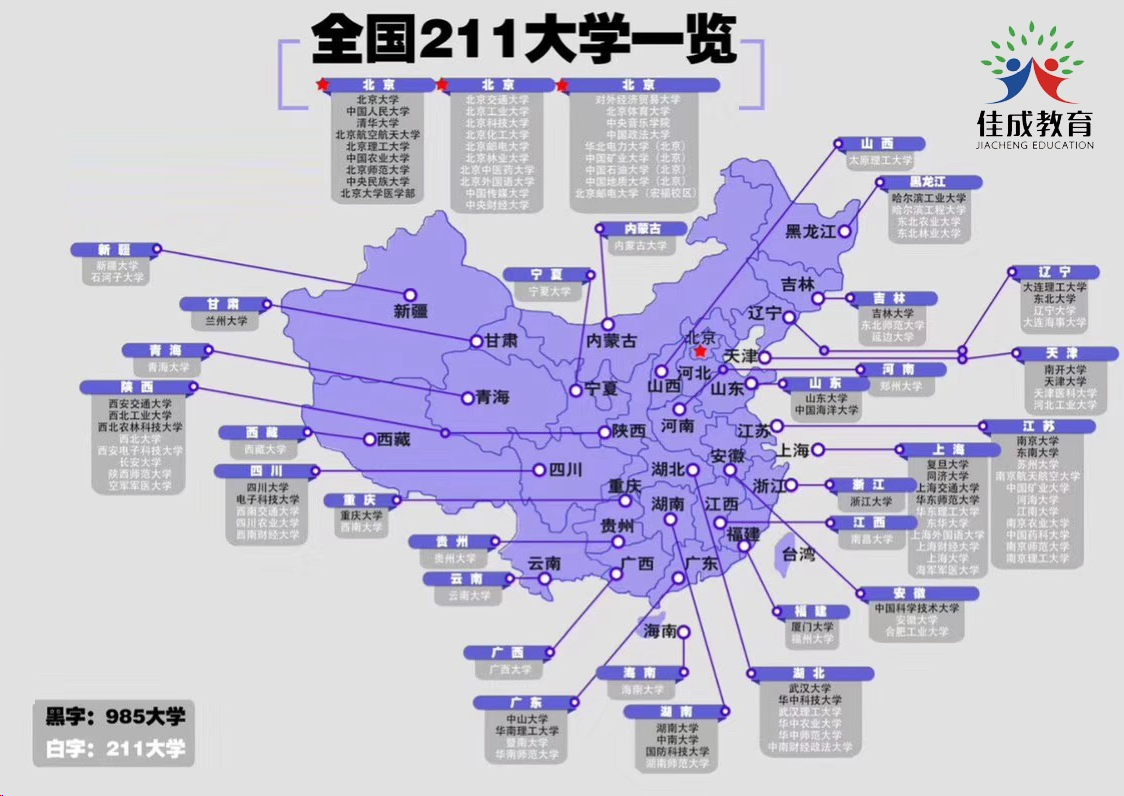 全国211大学一览
佳成教育
JIACHENG EDUCATION
北京
北京大学
中国人民大学
清华大学
北京航空航天大学
北京理工大学
中国农业大学
北京师范大学
中央民族大学
北京大学医学部
北京
北京交通大学
北京工业大学
北京科技大学
北京化工大学
北京邮电大学
北京林业大学
北京中医药大学
北京外国语大学
中国传媒大学
中央财经大学
北京
对外经济贸易大学
北京体育大学
中央音乐学院
中国政法大学
华北电力大学（北京）
中国矿业大学（北京）
中国石油大学（北京）
中国地质大学（北京）
北京邮电大学（宏福校区）
山西
太原理工大学
黑龙江
哈尔滨工业大学
哈尔滨工程大学
东北农业大学
东北林业大学
内蒙古
内蒙古大学
新疆
新疆大学
石河子大学
宁夏
宁夏大学
辽宁
大连理工大学
东北大学
辽宁大学
大连海事大学
甘肃
兰州大学
吉林
吉林大学
东北师范大学
延边大学
青海
青海大学
天津
南开大学
天津大学
天津医科大学
河北工业大学
河南
郑州大学
陕西
西安交通大学
西北工业大学
西北农林科技大学
西北大学
西安电子科技大学
长安大学
陕西师范大学
空军军医大学
山东
山东大学
中国海洋大学
西藏
西藏大学
江苏
南京大学
东南大学
苏州大学
南京航天航空大学
中国矿业大学
河海大学
江南大学
南京农业大学
中国药科大学
南京师范大学
南京理工大学
上海
复旦大学
同济大学
上海交通大学
华东师范大学
华东理工大学
东华大学
上海外国语大学
上海财经大学
上海大学
海军军医大学
四川
四川大学
电子科技大学
西南交通大学
四川农业大学
西南财经大学
浙江
浙江大学
重庆
重庆大学
西南大学
江西
南昌大学
贵州
贵州大学
云南
云南大学
安徽
中国科学技术大学
安徽大学
合肥工业大学
福建
厦门大学
福州大学
广西
广西大学
海南
海南大学
湖北
武汉大学
华中科技大学
武汉理工大学
华中农业大学
华中师范大学
中南财经政法大学
广东
中山大学
华南理工大学
暨南大学
华南师范大学
湖南
湖南大学
中南大学
国防科技大学
湖南师范大学
黑龙江
吉林
辽宁
新疆
甘肃
内蒙古
北京
天津
河北
山西
山东
宁夏
青海
河南
陕西
西藏
江苏
上海
安徽
四川
湖北
重庆
浙江
湖南
江西
贵州
福建
云南
广西
广东
台湾
海南
黑字：985大学
白字：211大学